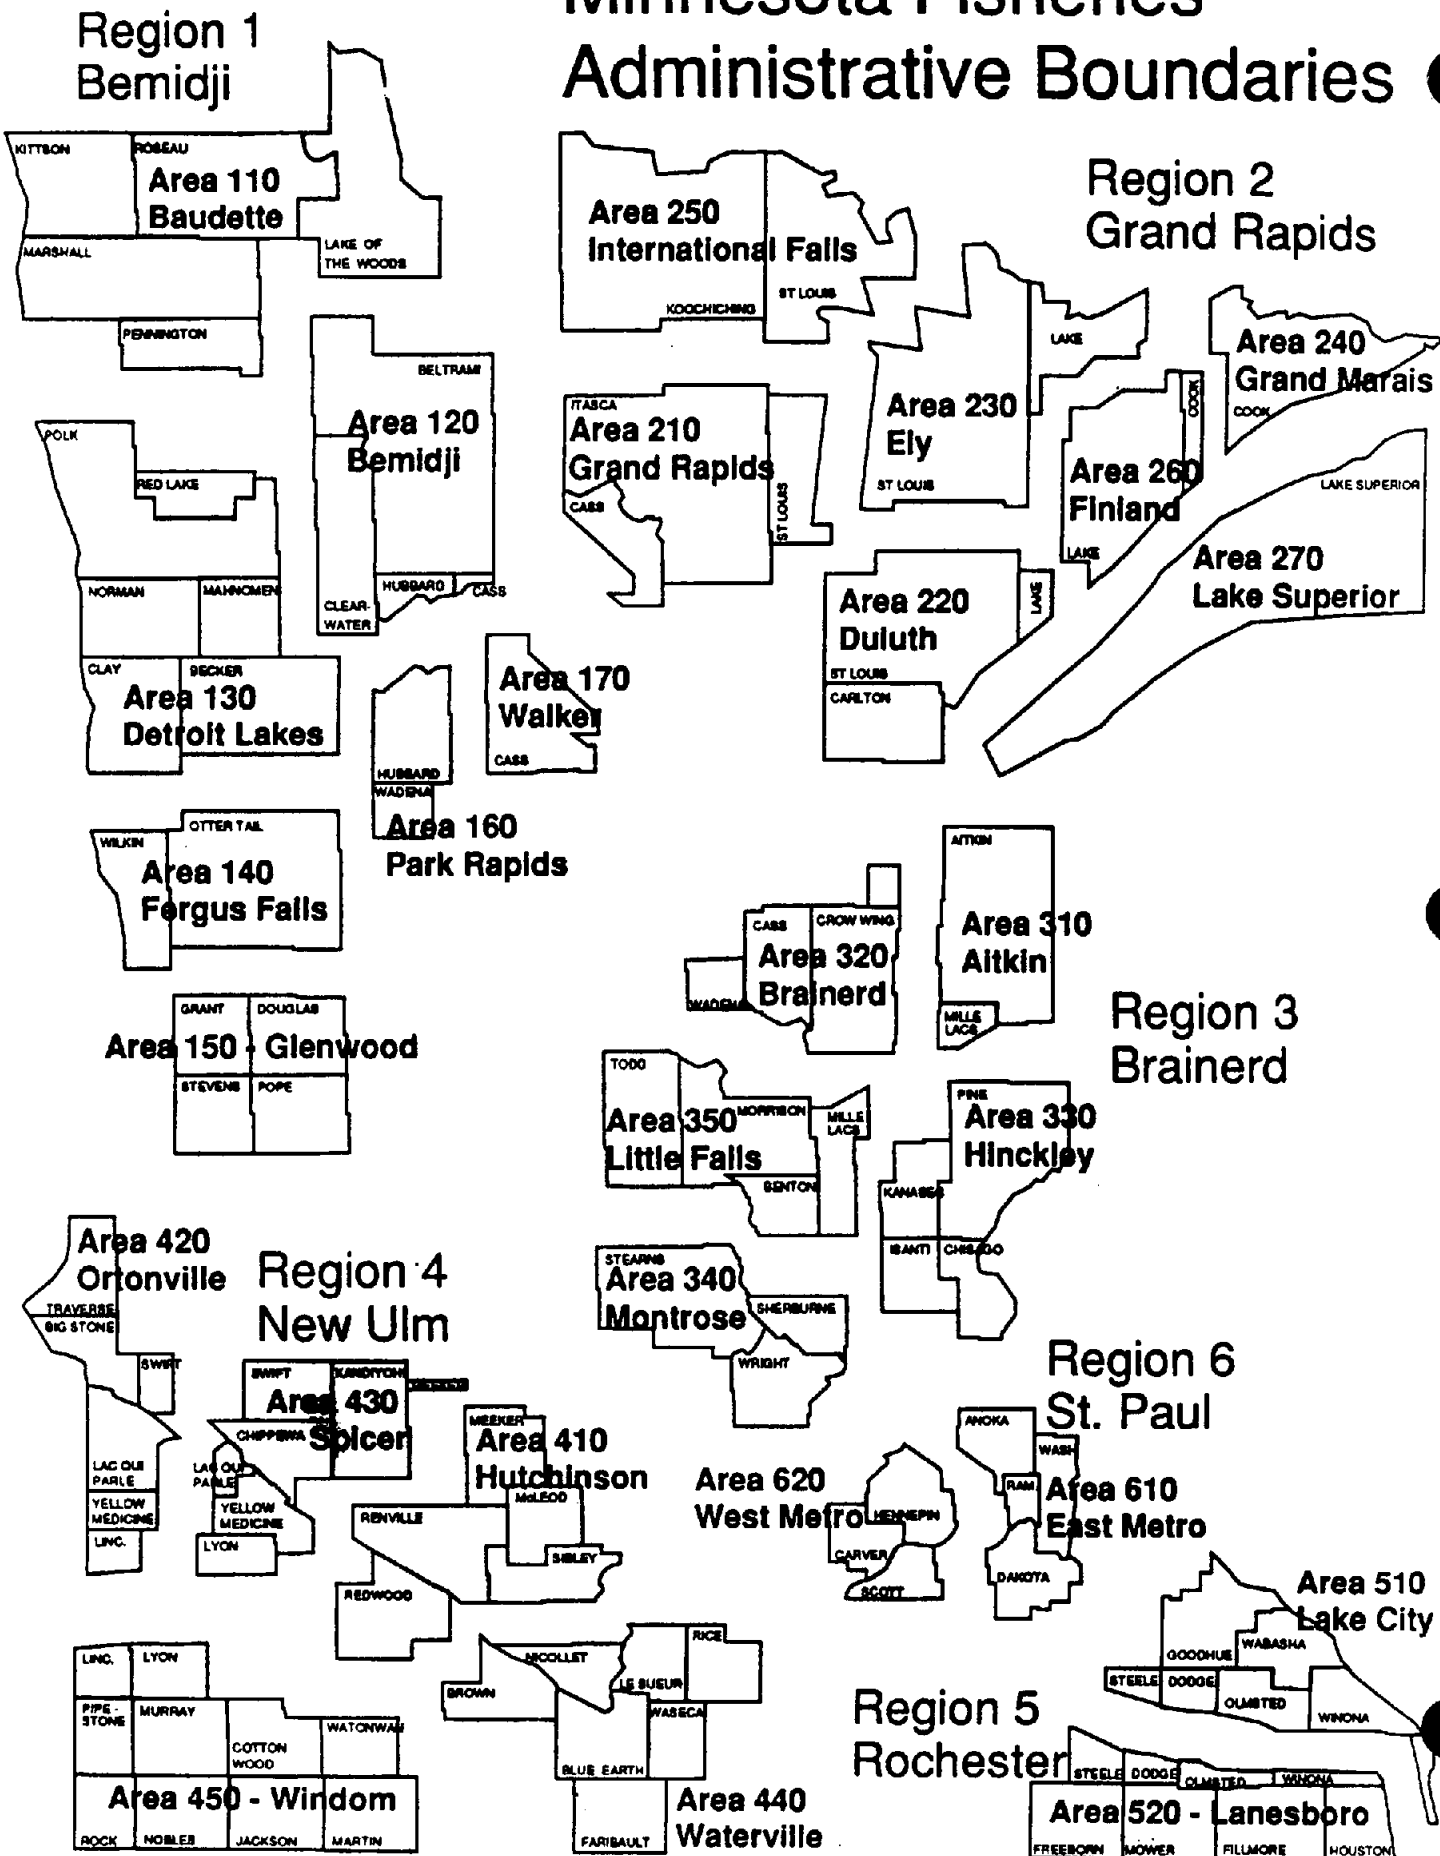 Minnesota Fisheries
Administrative Boundaries
Region 1
Bemidji
KITTSON
ROSEAU
Area 110
Baudette
LAKE OF
THE WOODS
MARSHALL
PENNINGTON
BELTRAMI
Area 120
Bemidji
HUBBARD
CASS
CLEAR-
WATER
POLK
RED LAKE
NORMAN
MAHNOMEN
CLAY
BECKER
Area 130
Detroit Lakes
HUBBARD
WADENA
Area 160
Park Rapids
Area 170
Walker
CASS
WILKIN
OTTER TAIL
Area 140
Fergus Falls
GRANT
DOUGLAS
Area 150 - Glenwood
STEVENS
POPE
Region 2
Grand Rapids
Area 250
International Falls
ST LOUIS
KOOCHICHING
ITASCA
Area 210
Grand Rapids
CASS
ST LOUIS
LAKE
Area 230
Ely
ST LOUIS
Area 240
Grand Marais
COOK
COOK
Area 260
Finland
LAKE
LAKE SUPERIOR
Area 270
Lake Superior
Area 220
Duluth
LAKE
ST LOUIS
CARLTON
AITKIN
Area 310
Aitkin
MILLE
LACS
CASS
CROW WING
Area 320
Brainerd
WADENA
Region 3
Brainerd
TODD
MORRISON
Area 350
Little Falls
MILLE
LACS
BENTON
PINE
Area 330
Hinckley
KANABEC
ISANTI
CHISAGO
STEARNS
Area 340
Montrose
SHERBURNE
WRIGHT
Area 420
Ortonville
TRAVERSE
BIG STONE
SWIFT
LAC QUI
PARLE
YELLOW
MEDICINE
LINC.
Region 4
New Ulm
SWIFT
KANDIYOHI
Area 430
Spicer
CHIPPEWA
LAC QUI
PARLE
YELLOW
MEDICINE
LYON
MEEKER
Area 410
Hutchinson
McLEOD
RENVILLE
SIBLEY
REDWOOD
Region 6
St. Paul
ANOKA
WASH
RAM
Area 610
East Metro
DAKOTA
Area 620
West Metro
HENNEPIN
CARVER
SCOTT
LINC.
LYON
PIPE-
STONE
MURRAY
COTTON
WOOD
WATONWAN
Area 450 - Windom
ROCK
NOBLES
JACKSON
MARTIN
NICOLLET
BROWN
LE SUEUR
RICE
WASECA
BLUE EARTH
FARIBAULT
Area 440
Waterville
Region 5
Rochester
Area 510
Lake City
GOODHUE
WABASHA
STEELE
DODGE
OLMSTED
WINONA
STEELE
DODGE
OLMSTED
WINONA
Area 520 - Lanesboro
FREEBORN
MOWER
FILLMORE
HOUSTON